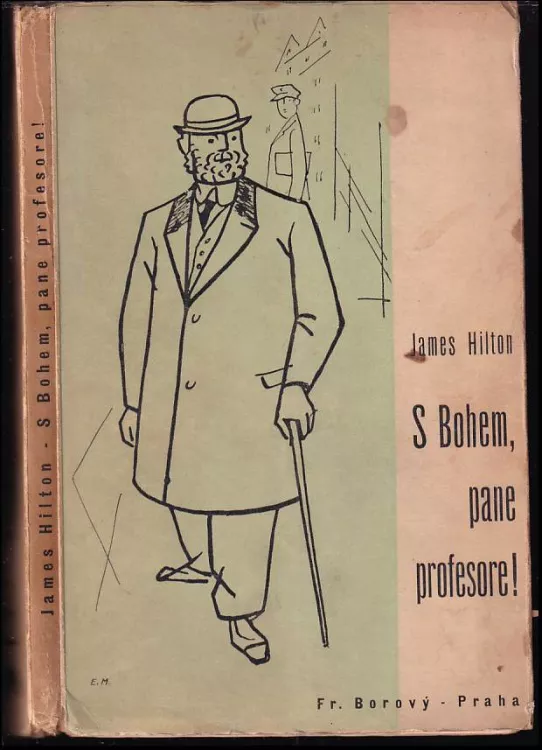 James Hilton - S Bohem, pane profesore!
James Hilton
S Bohem,
pane
profesore!
E. M.
Fr. Borový - Praha